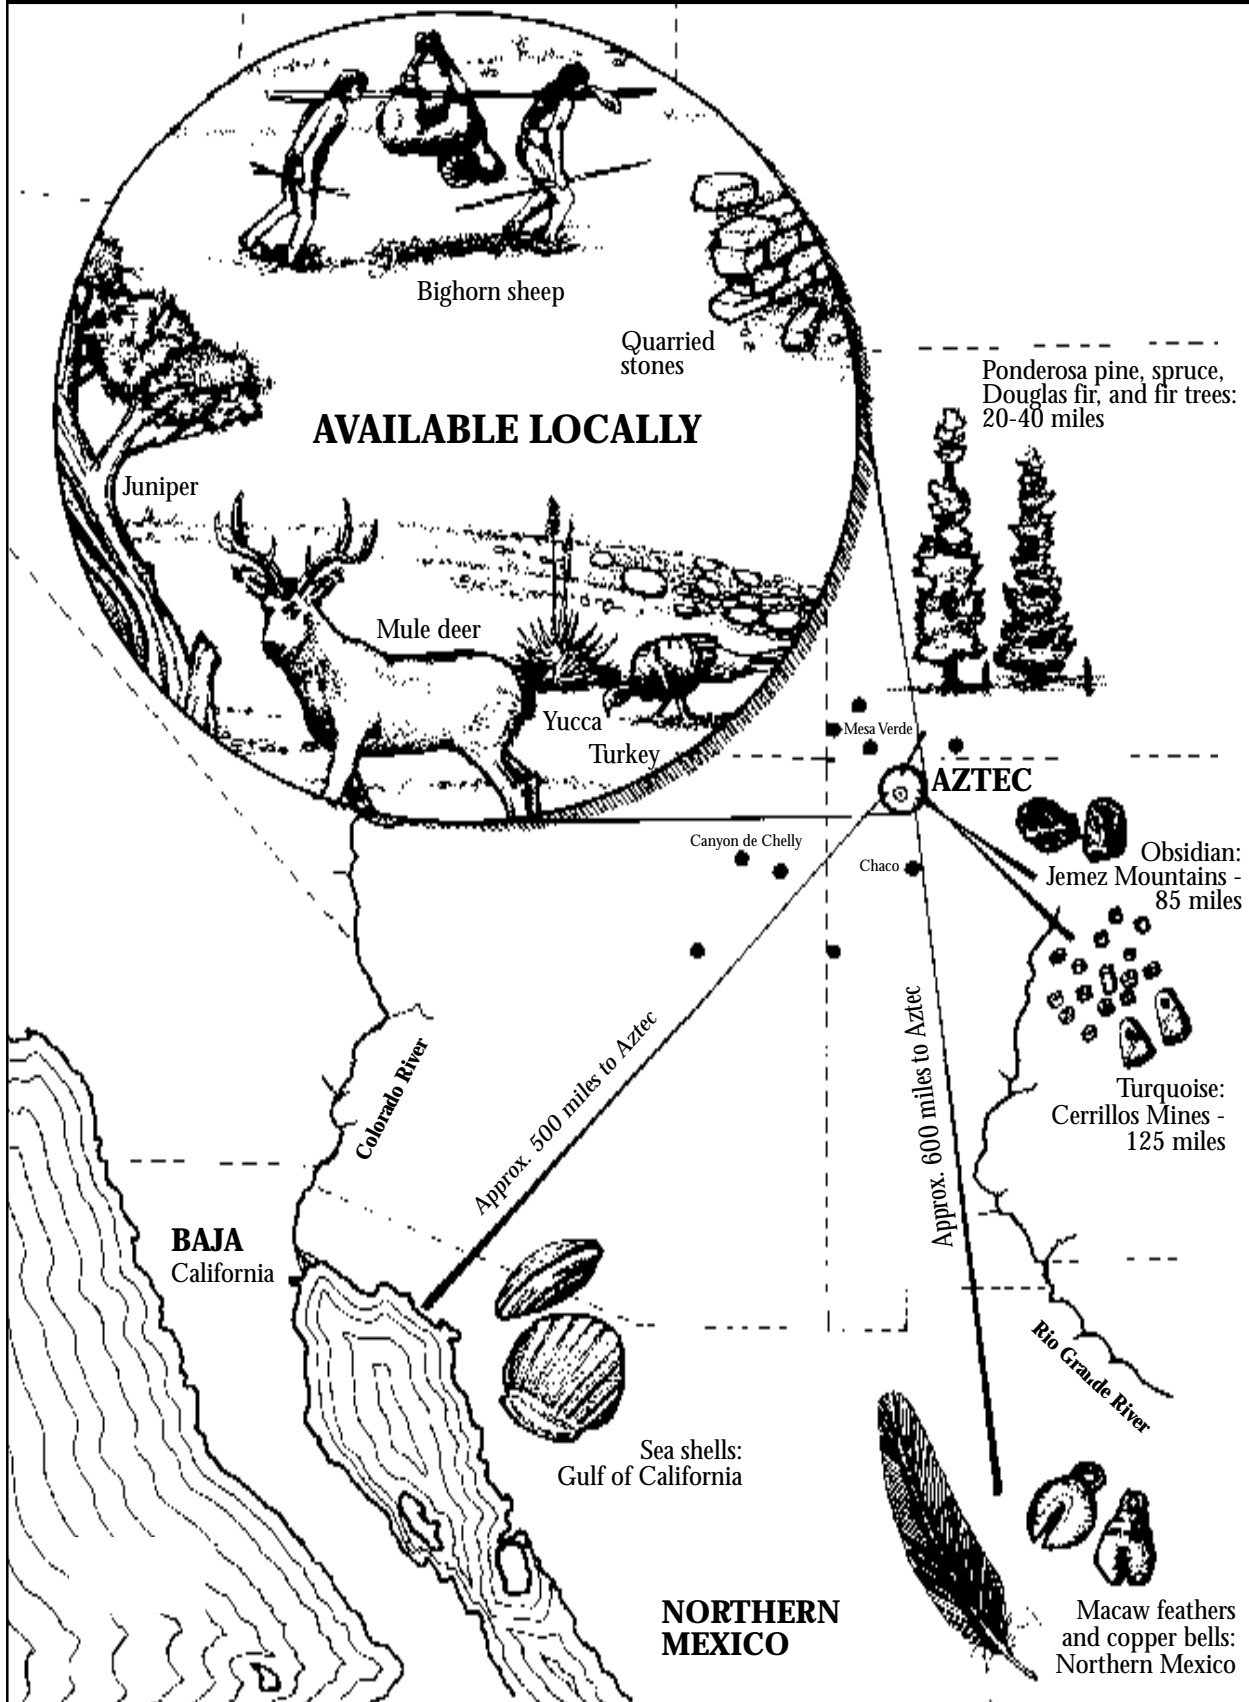 Bighorn sheep
Quarried
stones
Ponderosa pine, spruce,
Douglas fir, and fir trees:
20-40 miles
AVAILABLE LOCALLY
Juniper
Mule deer
Yucca
Turkey
Mesa Verde
AZTEC
Canyon de Chelly
Chaco
Obsidian:
Jemez Mountains -
85 miles
Approx. 500 miles to Aztec
Approx. 600 miles to Aztec
Colorado River
Turquoise:
Cerrillos Mines -
125 miles
BAJA
California
Rio Grande River
Sea shells:
Gulf of California
NORTHERN
MEXICO
Macaw feathers
and copper bells:
Northern Mexico